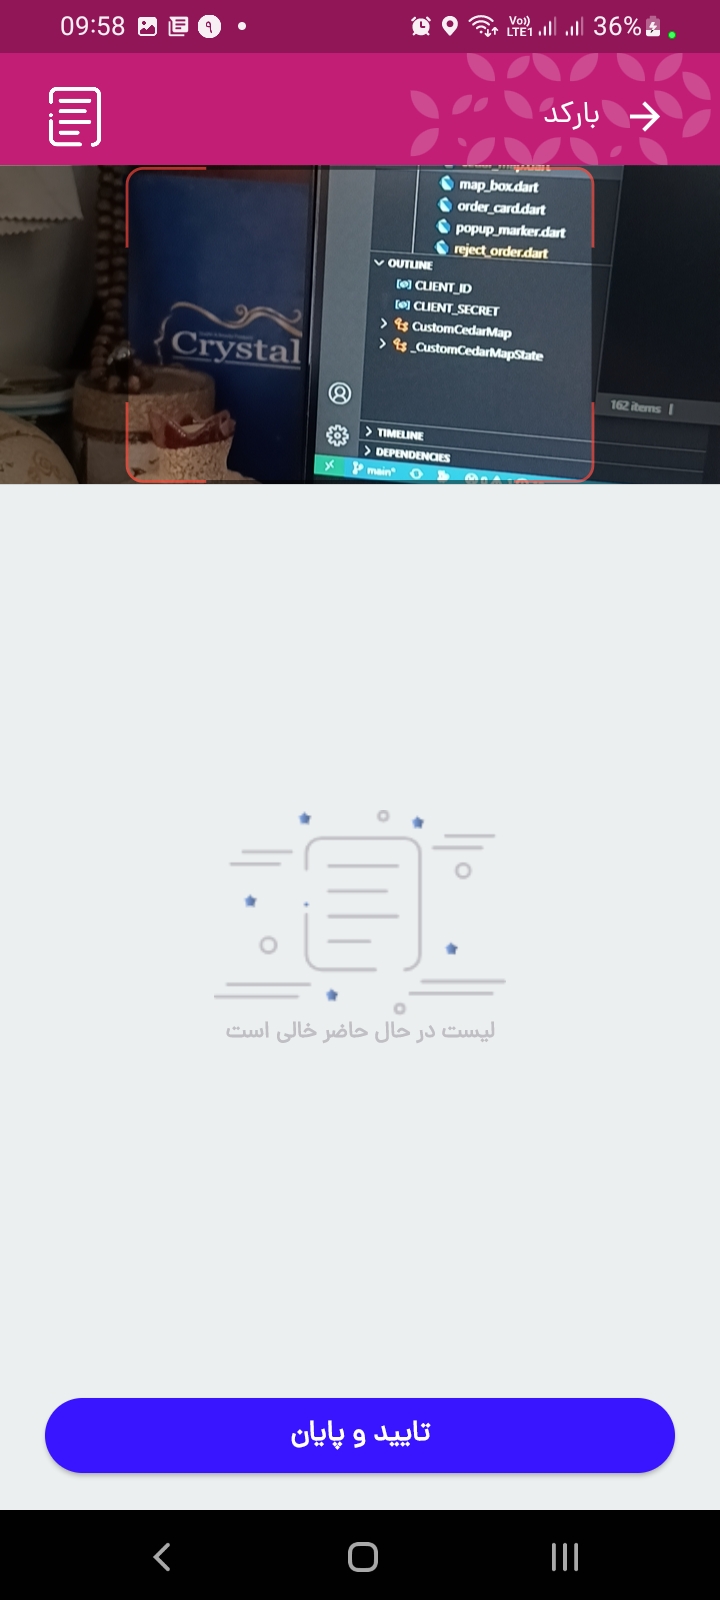 09:58
۹
Vo))
LTE1
36%
بارکد
map_box.dart
order_card.dart
popup_marker.dart
reject_order.dart
OUTLINE
CLIENT_ID
CLIENT_SECRET
CustomCedarMap
_CustomCedarMapState
Crystal
162 items
TIMELINE
DEPENDENCIES
main*
لیست در حال حاضر خالی است
تایید و پایان